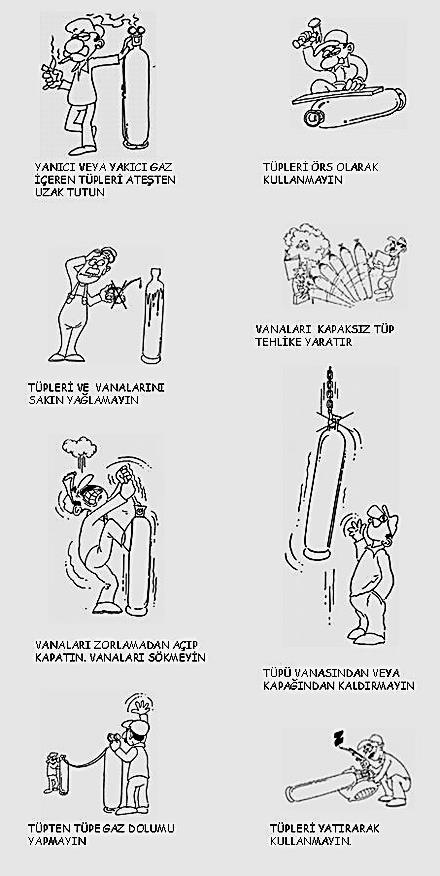 YANICI VEYA YAKICI GAZ
İÇEREN TÜPLERİ ATEŞTEN
UZAK TUTUN
TÜPLERİ ÖRS OLARAK
KULLANMAYIN
TÜPLERİ VE VANALARINI
SAKIN YAĞLAMAYIN
VANALARI KAPAKSIZ TÜP
TEHLİKE YARATIR
VANALARI ZORLAMADAN AÇIP
KAPATIN. VANALARI SÖKMEYİN
TÜPÜ VANASINDAN VEYA
KAPAĞINDAN KALDIRMAYIN
TÜPTEN TÜPE GAZ DOLUMU
YAPMAYIN
TÜPLERİ YATIRARAK
KULLANMAYIN.